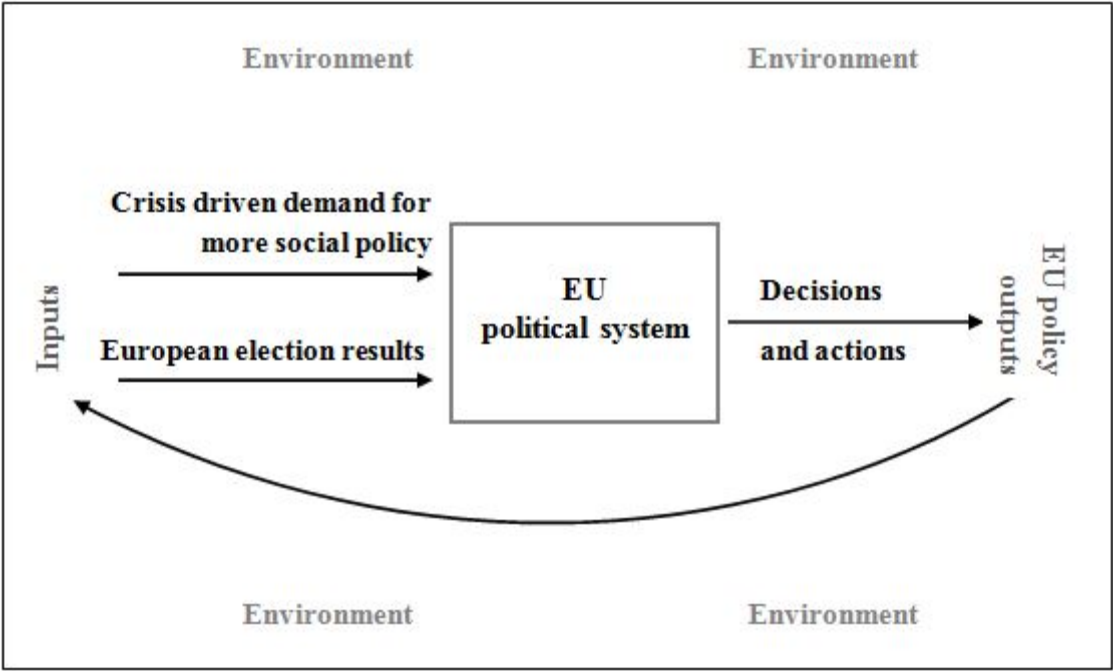 Environment
Environment
Crisis driven demand for
more social policy
Inputs
European election results
EU
political system
Decisions
and actions
EU policy
outputs
Environment
Environment